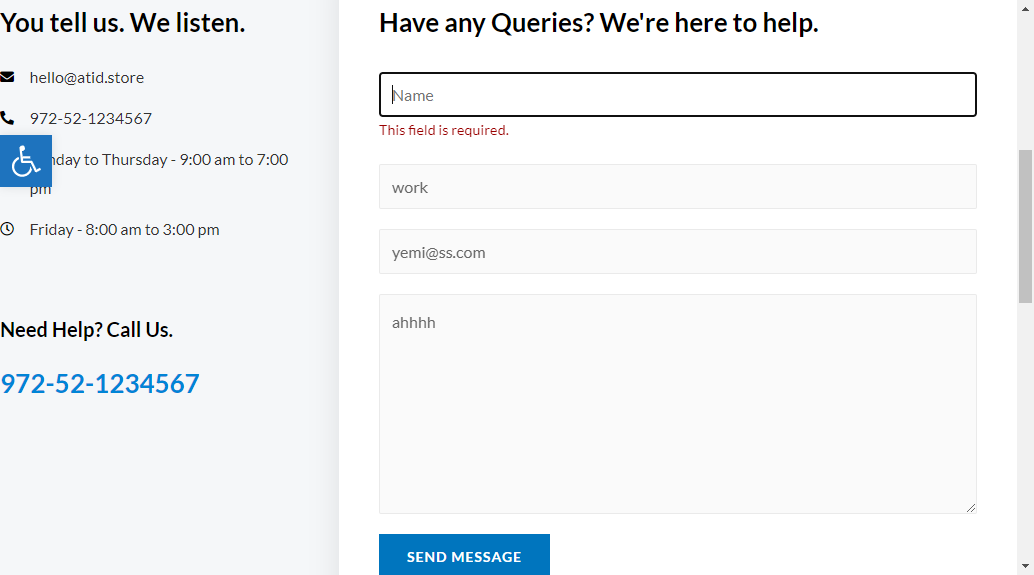 You tell us. We listen.
hello@atid.store
972-52-1234567
nday to Thursday - 9:00 am to 7:00
pm
Friday - 8:00 am to 3:00 pm
Need Help? Call Us.
972-52-1234567
Have any Queries? We're here to help.
Name
This field is required.
work
yemi@ss.com
ahhhh
SEND MESSAGE